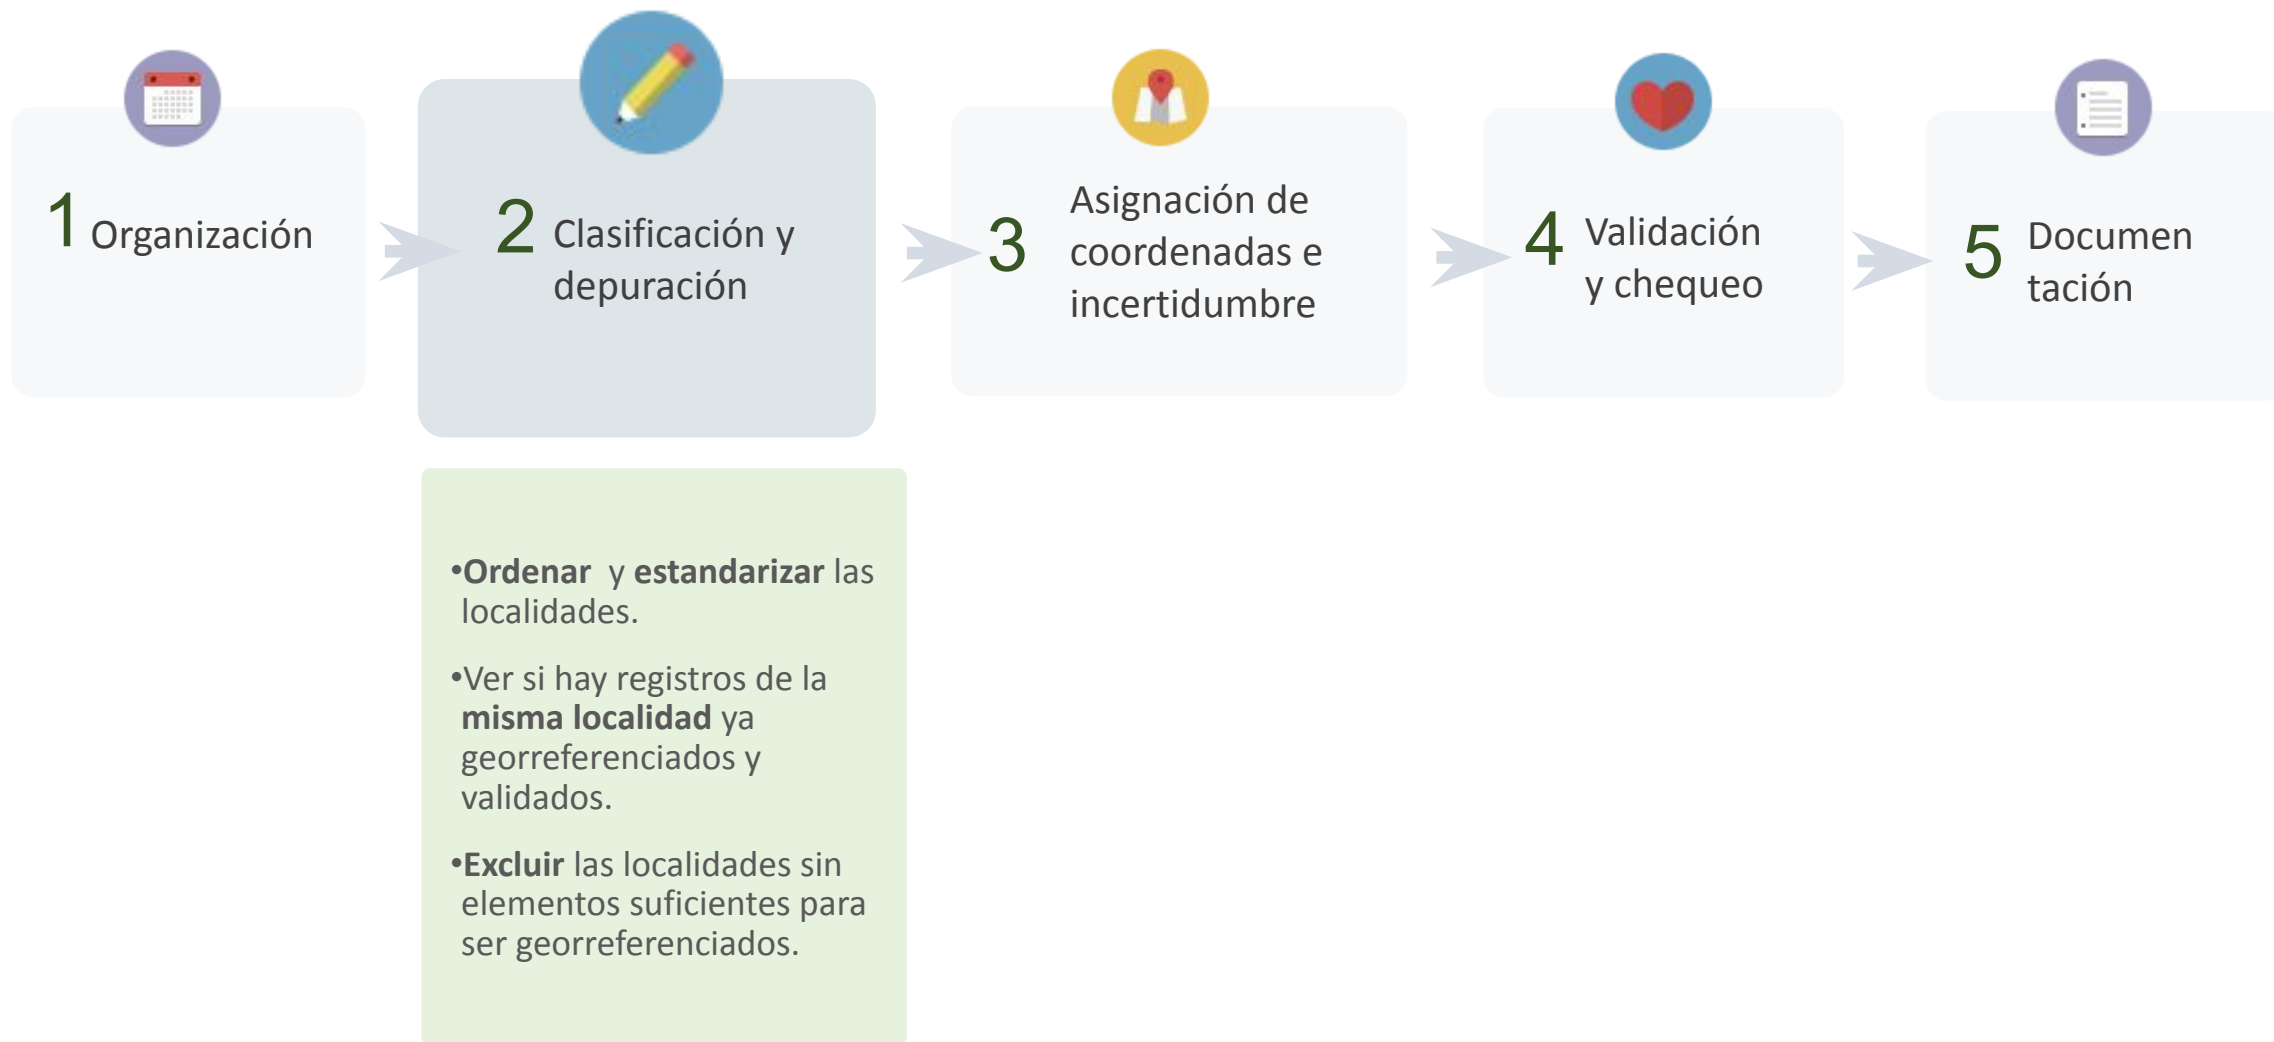 1 Organización
2 Clasificación y
depuración
3 Asignación de
coordenadas e
incertidumbre
4 Validación
y chequeo
5 Documen
tación
•Ordenar y estandarizar las
localidades.
•Ver si hay registros de la
misma localidad ya
georreferenciados y
validados.
•Excluir las localidades sin
elementos suficientes para
ser georreferenciados.